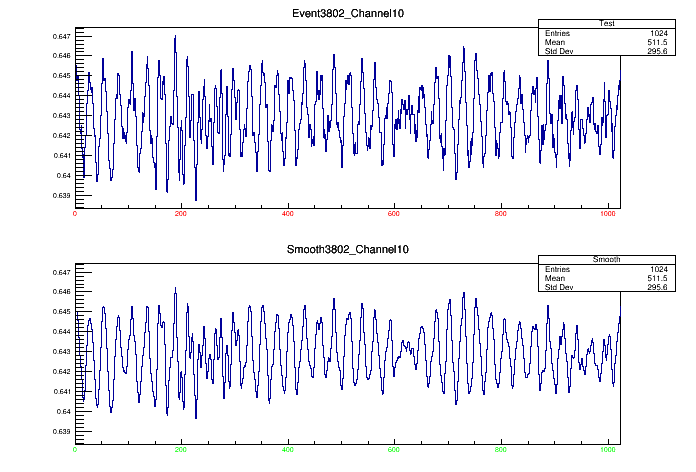 Event3802_Channel10
Test
Entries 1024
Mean 511.5
Std Dev 295.6
0.647
0.646
0.645
0.644
0.643
0.642
0.641
0.64
0.639
0 200 400 600 800 1000
Smooth3802_Channel10
Smooth
Entries 1024
Mean 511.5
Std Dev 295.6
0.647
0.646
0.645
0.644
0.643
0.642
0.641
0.64
0.639
0 200 400 600 800 1000